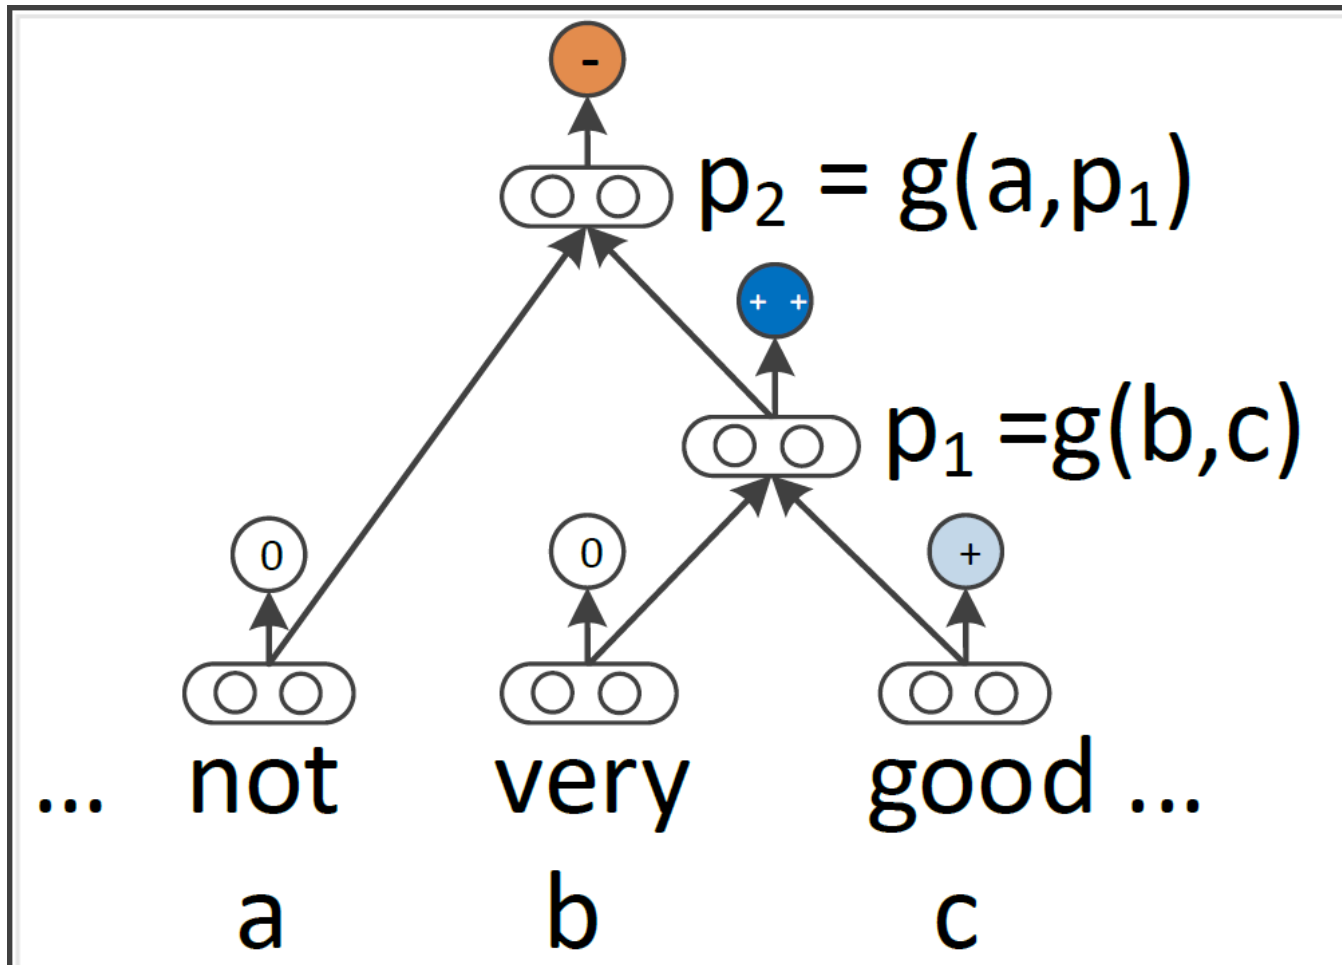 -
p₂ = g(a,p₁)
+ +
p₁ =g(b,c)
0 0 +
... not very good ...
a b c